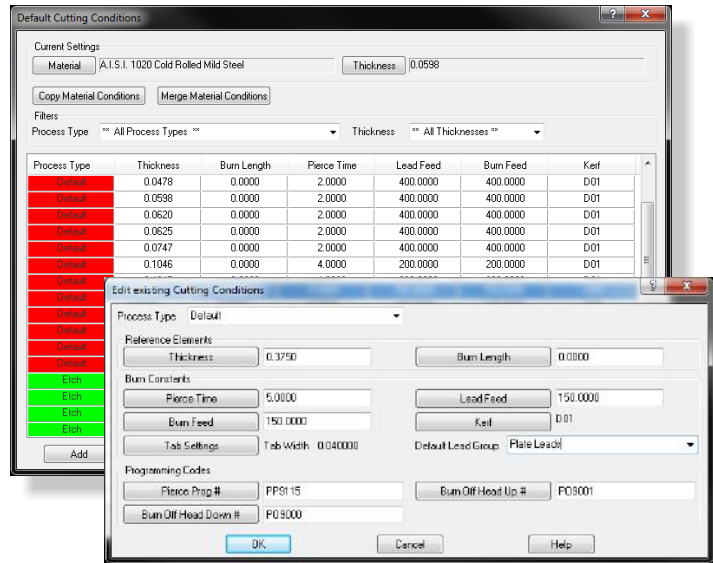 Default Cutting Conditions
Current Settings
Material A.I.S.I. 1020 Cold Rolled Mild Steel Thickness 0.0598
Copy Material Conditions Merge Material Conditions
Filters
Process Type ** All Process Types ** Thickness ** All Thicknesses **
Process Type Thickness Burn Length Pierce Time Lead Feed Burn Feed Kerf
Default 0.0478 0.0000 2.0000 400.0000 400.0000 D01
Default 0.0598 0.0000 2.0000 400.0000 400.0000 D01
Default 0.0620 0.0000 2.0000 400.0000 400.0000 D01
Default 0.0625 0.0000 2.0000 400.0000 400.0000 D01
Default 0.0747 0.0000 2.0000 400.0000 400.0000 D01
Default 0.1046 0.0000 4.0000 200.0000 200.0000 D01
Default
Default
Default
Default
Default
Default
Etch
Etch
Etch
Etch
Add
Edit existing Cutting Conditions
Process Type Default
Reference Elements
Thickness 0.3750 Burn Length 0.0000
Burn Constants
Pierce Time 5.0000 Lead Feed 150.0000
Burn Feed 150.0000 Kerf D01
Tab Settings Tab Width 0.040000 Default Lead Group Plate Leads
Programming Codes
Pierce Prog # PP9115 Burn Off Head Up # PO9001
Burn Off Head Down # PO9000
OK Cancel Help